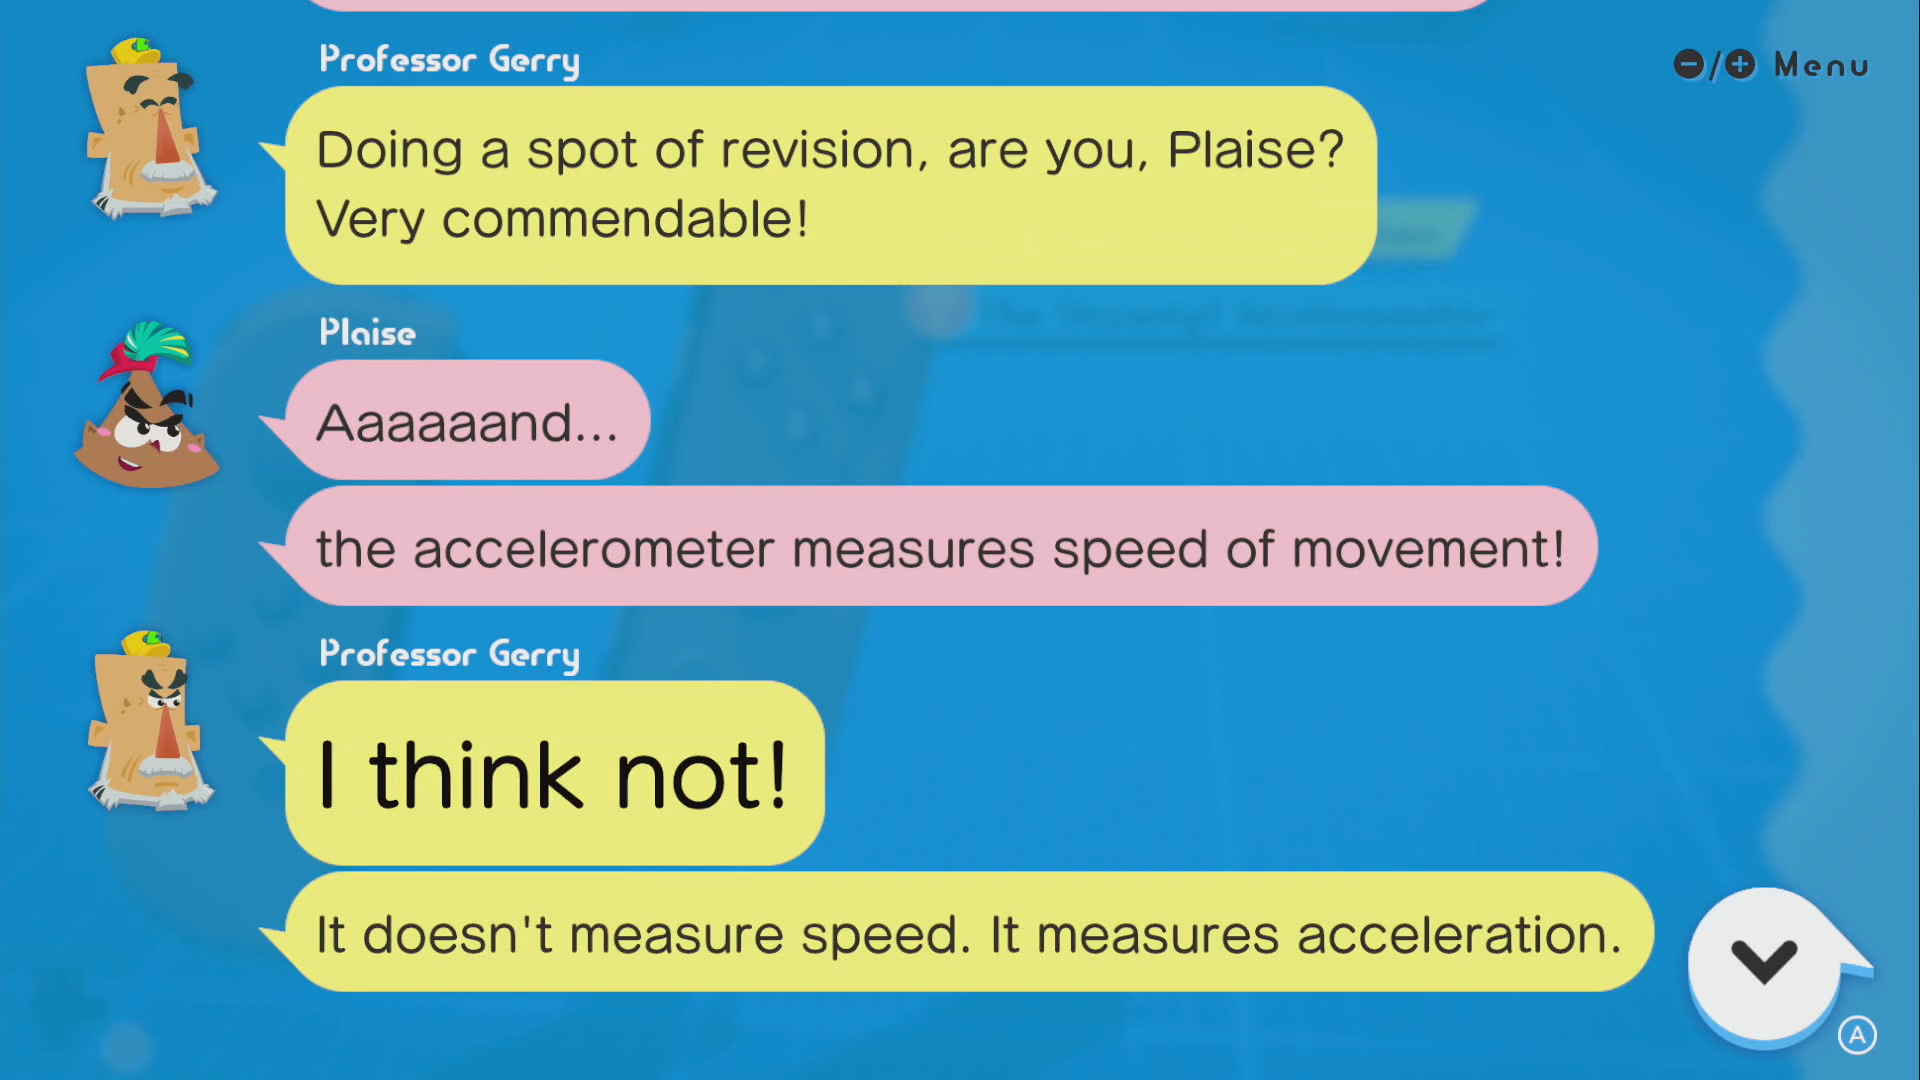 Professor Gerry
-/+ Menu
Doing a spot of revision, are you, Plaise?
Very commendable!
Plaise
Aaaaaand...
the accelerometer measures speed of movement!
Professor Gerry
I think not!
It doesn't measure speed. It measures acceleration.
A